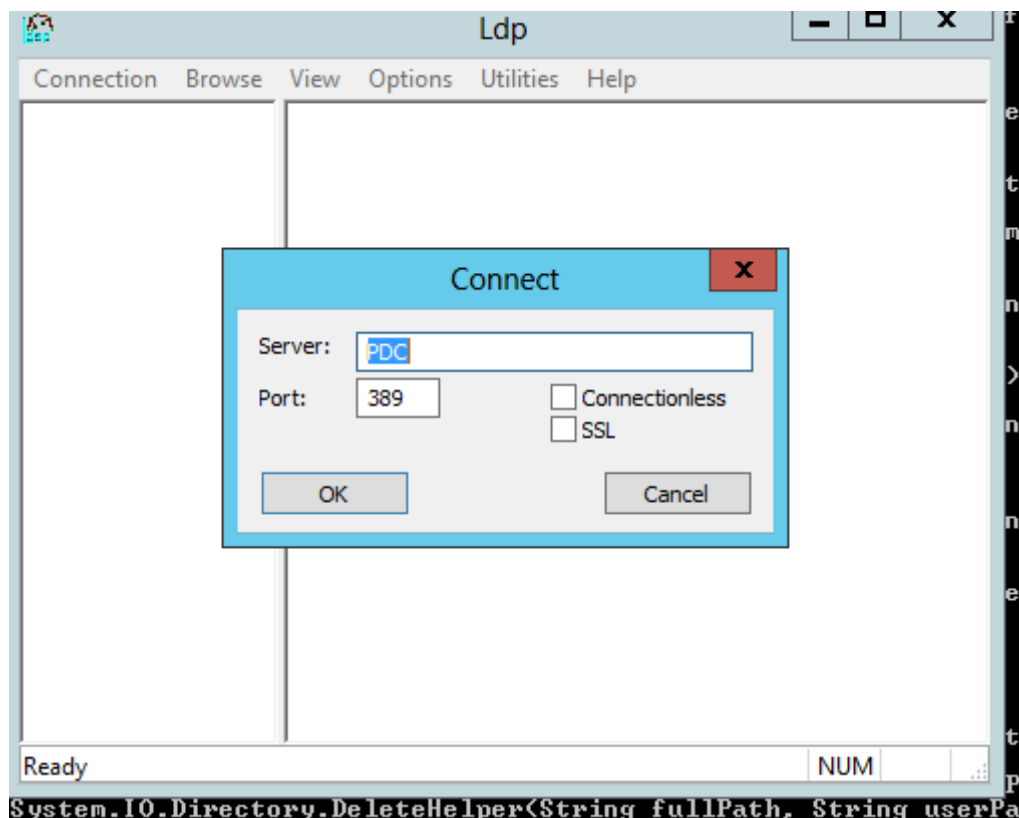 Ldp
Connection Browse View Options Utilities Help
Connect
Server: PDC
Port: 389
Connectionless
SSL
OK Cancel
Ready NUM
System.IO.Directory.DeleteHelper(String fullPath, String userPa